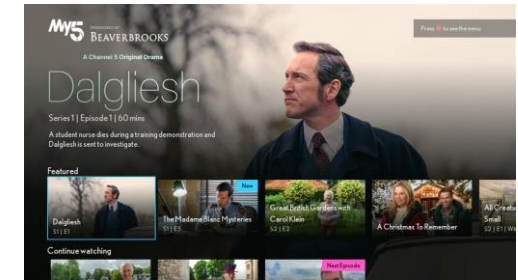 My5
SPONSORED BY
BEAVERBROOKS
Press to see the menu
A Channel 5 Original Drama
Dalgliesh
Series 1 | Episode 1 | 60 mins
A student nurse dies during a training demonstration and
Dalgliesh is sent to investigate.
Featured
Dalgliesh
S1 | E1
New
The Madame Blanc Mysteries
S1 | E5
Great British Gardens with
Carol Klein
S2 | E2
A Christmas To Remember
All Creatu
Small
S2 | E1 | Wi
Continue watching
Next Episode